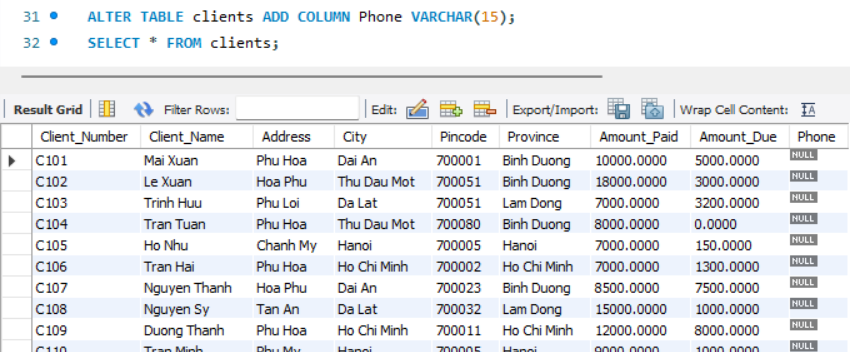 31 ALTER TABLE clients ADD COLUMN Phone VARCHAR(15);
32 SELECT * FROM clients;
Result Grid Filter Rows: Edit: Export/Import: Wrap Cell Content: IA
Client_Number Client_Name Address City Pincode Province Amount_Paid Amount_Due Phone
C101 Mai Xuan Phu Hoa Dai An 700001 Binh Duong 10000.0000 5000.0000 NULL
C102 Le Xuan Hoa Phu Thu Dau Mot 700051 Binh Duong 18000.0000 3000.0000 NULL
C103 Trinh Huu Phu Loi Da Lat 700051 Lam Dong 7000.0000 3200.0000 NULL
C104 Tran Tuan Phu Hoa Thu Dau Mot 700080 Binh Duong 8000.0000 0.0000 NULL
C105 Ho Nhu Chanh My Hanoi 700005 Hanoi 7000.0000 150.0000 NULL
C106 Tran Hai Phu Hoa Ho Chi Minh 700002 Ho Chi Minh 7000.0000 1300.0000 NULL
C107 Nguyen Thanh Hoa Phu Dai An 700023 Binh Duong 8500.0000 7500.0000 NULL
C108 Nguyen Sy Tan An Da Lat 700032 Lam Dong 15000.0000 1000.0000 NULL
C109 Duong Thanh Phu Hoa Ho Chi Minh 700011 Ho Chi Minh 12000.0000 8000.0000 NULL
C110 Tran Minh Phu My Hanoi 700005 Hanoi 9000.0000 1000.0000 NULL